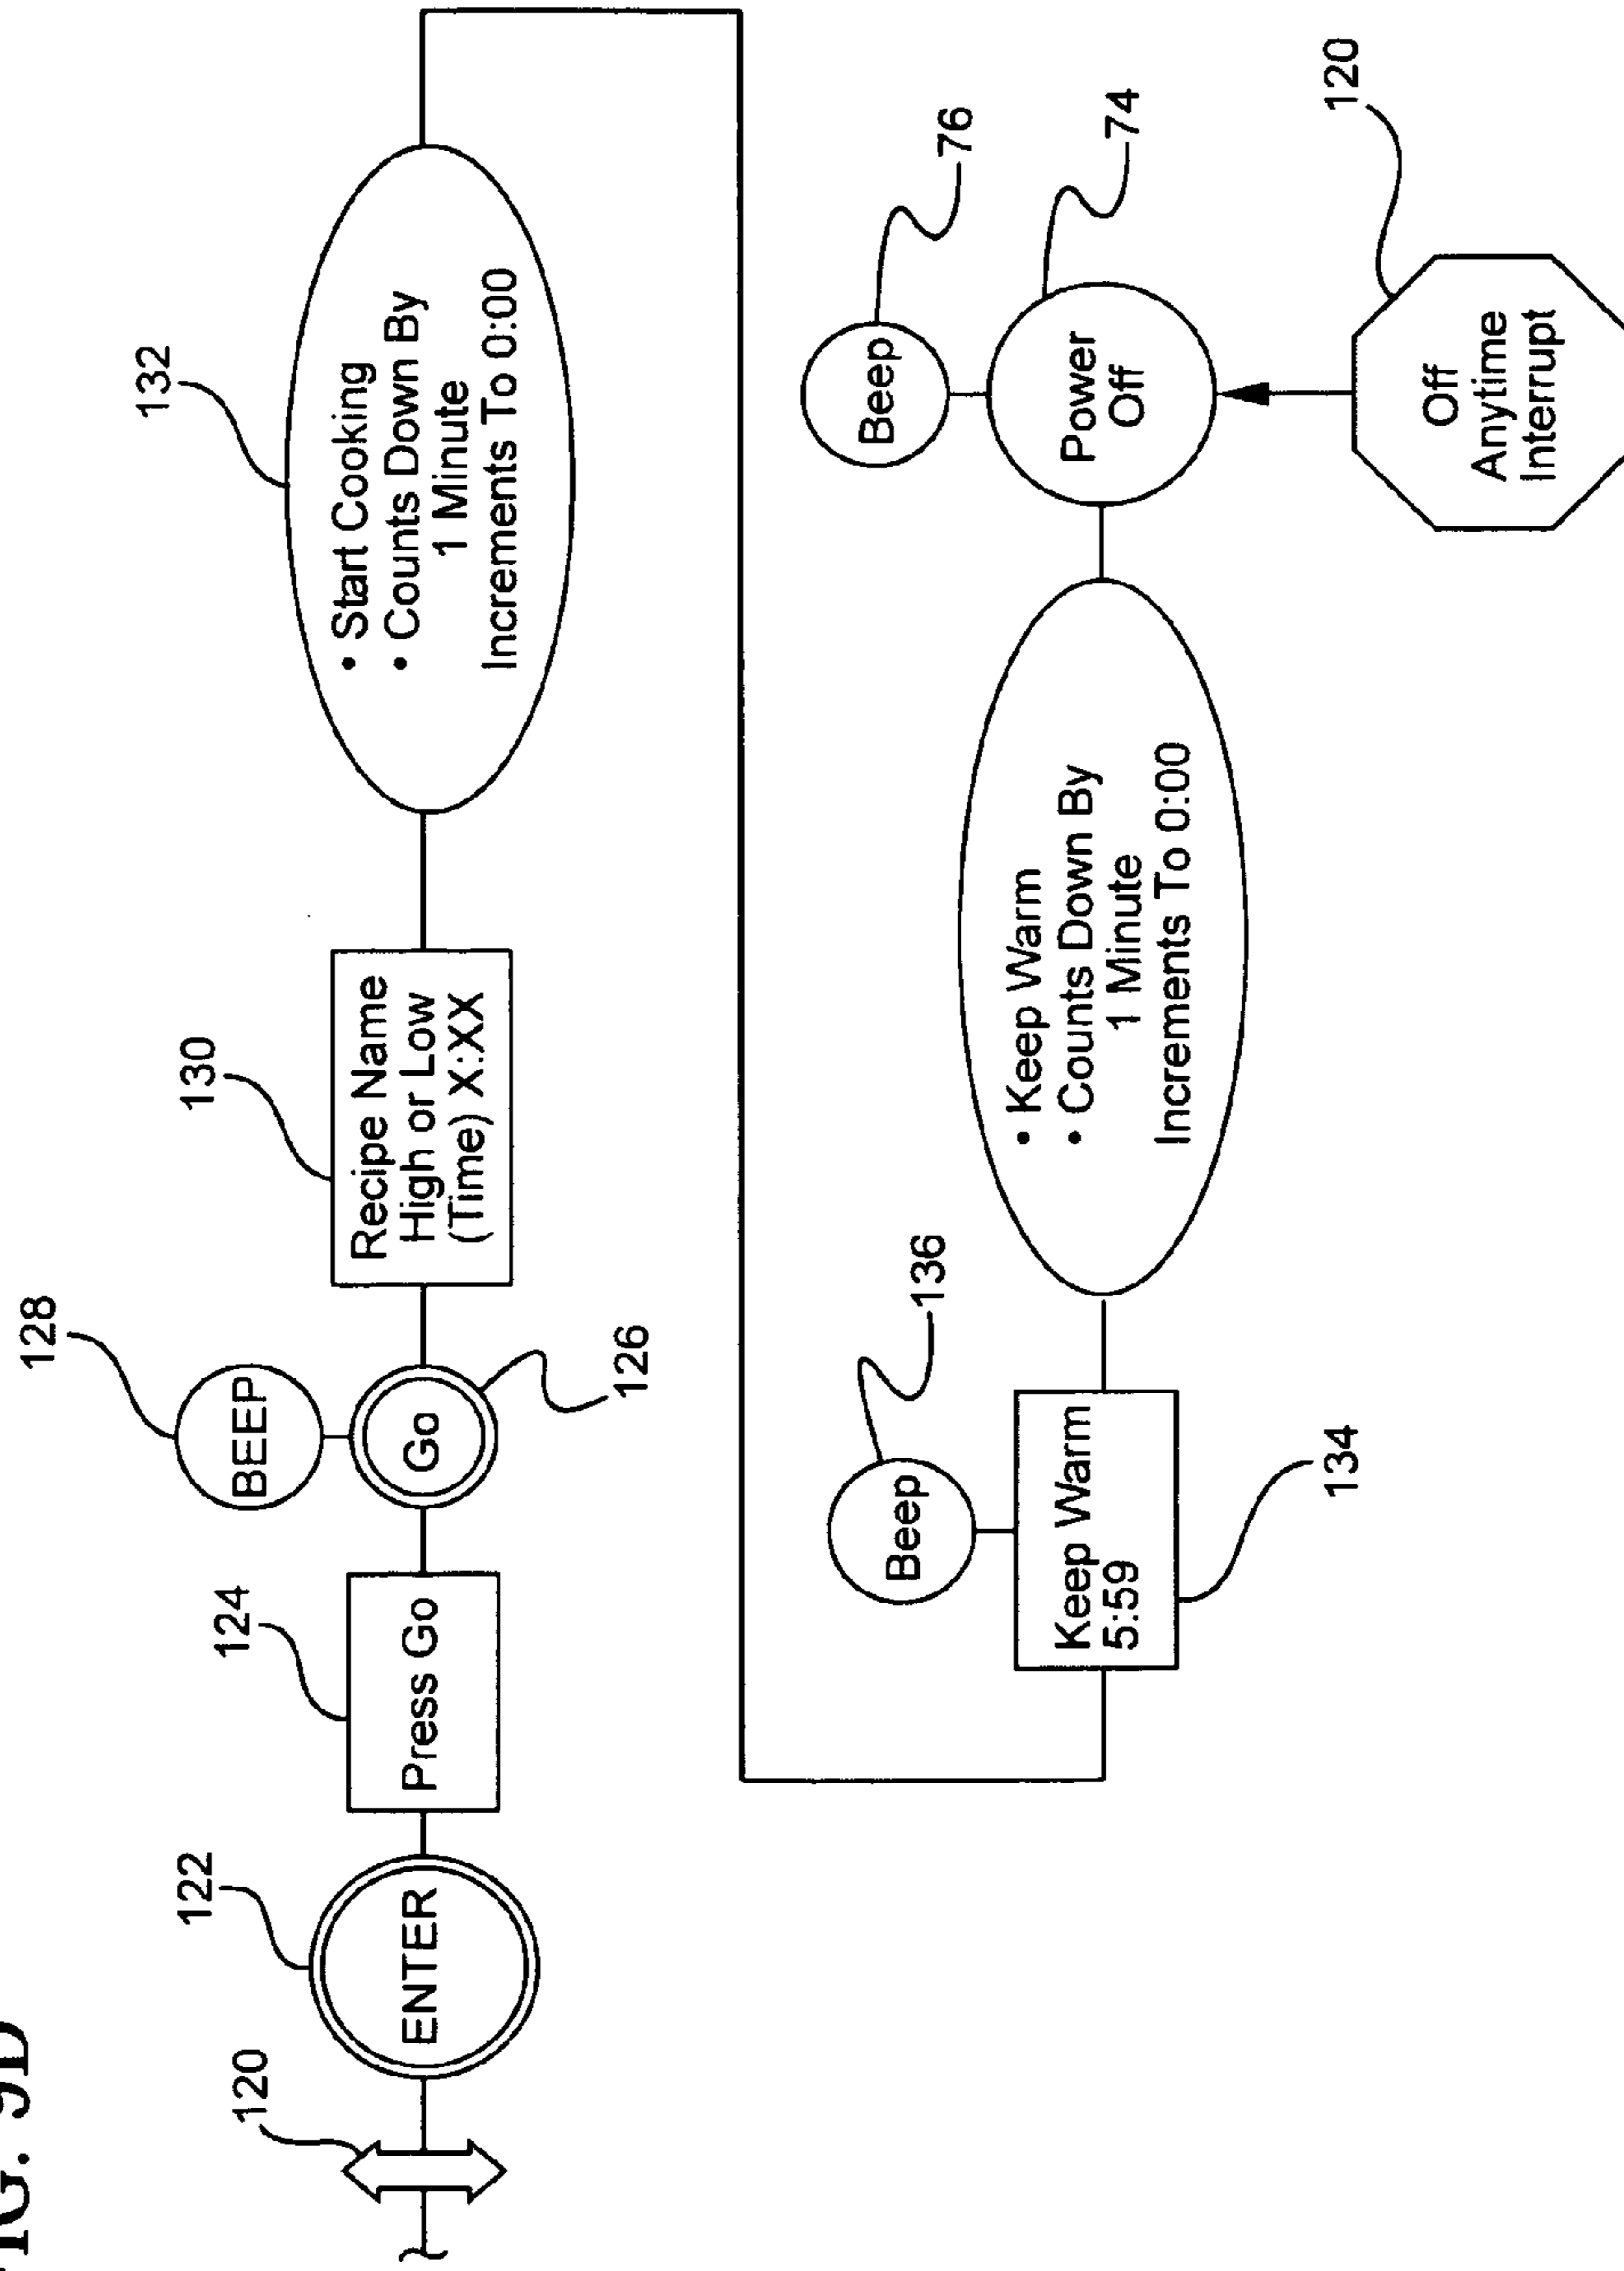 FIG. 9D
120
122
ENTER
124
Press Go
128
BEEP
Go
126
130
Recipe Name
High or Low
(Time) X:XX
132
• Start Cooking
• Counts Down By
1 Minute
Increments To 0:00
136
Beep
Keep Warm
5:59
134
• Keep Warm
• Counts Down By
1 Minute
Increments To 0:00
76
Beep
74
Power
Off
120
Off
Anytime
Interrupt